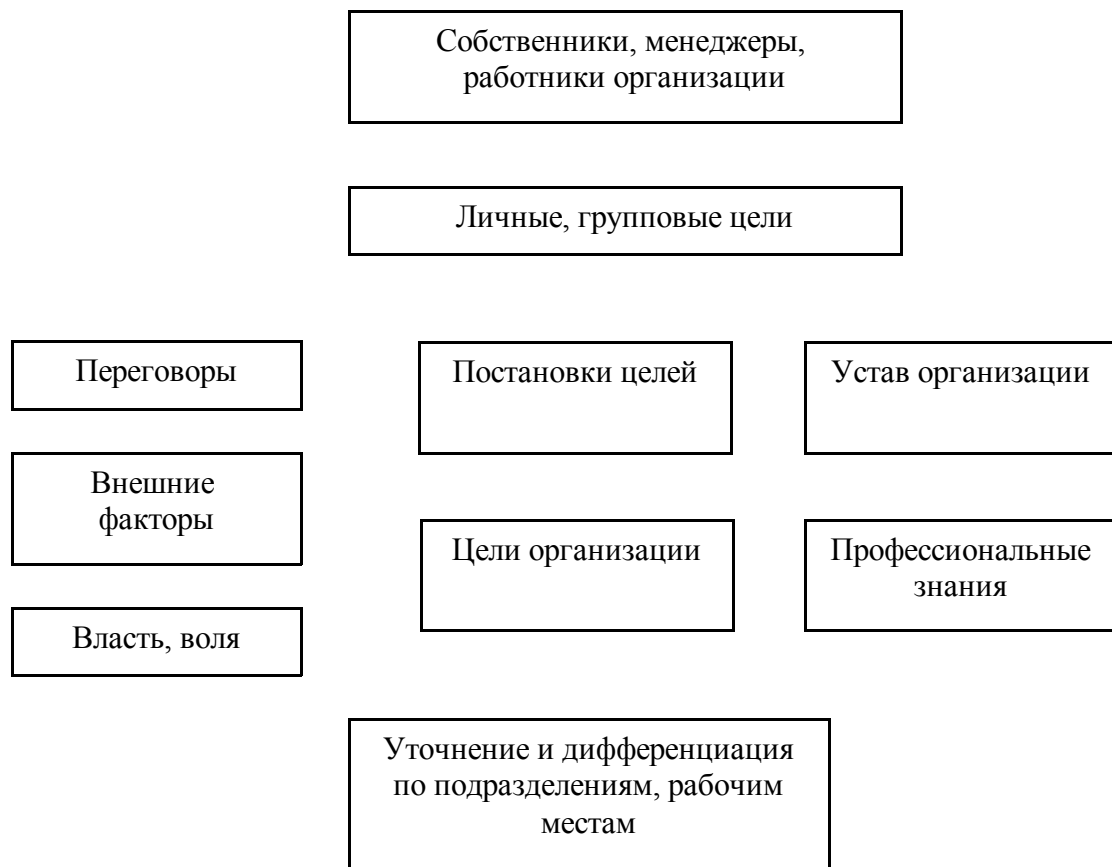 Собственники, менеджеры,
работники организации
Личные, групповые цели
Переговоры
Постановки целей
Устав организации
Внешние
факторы
Цели организации
Профессиональные
знания
Власть, воля
Уточнение и дифференциация
по подразделениям, рабочим
местам